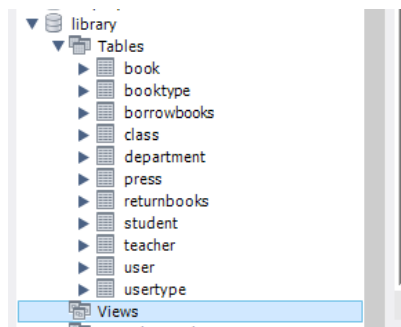 library
Tables
book
booktype
borrowbooks
class
department
press
returnbooks
student
teacher
user
usertype
Views